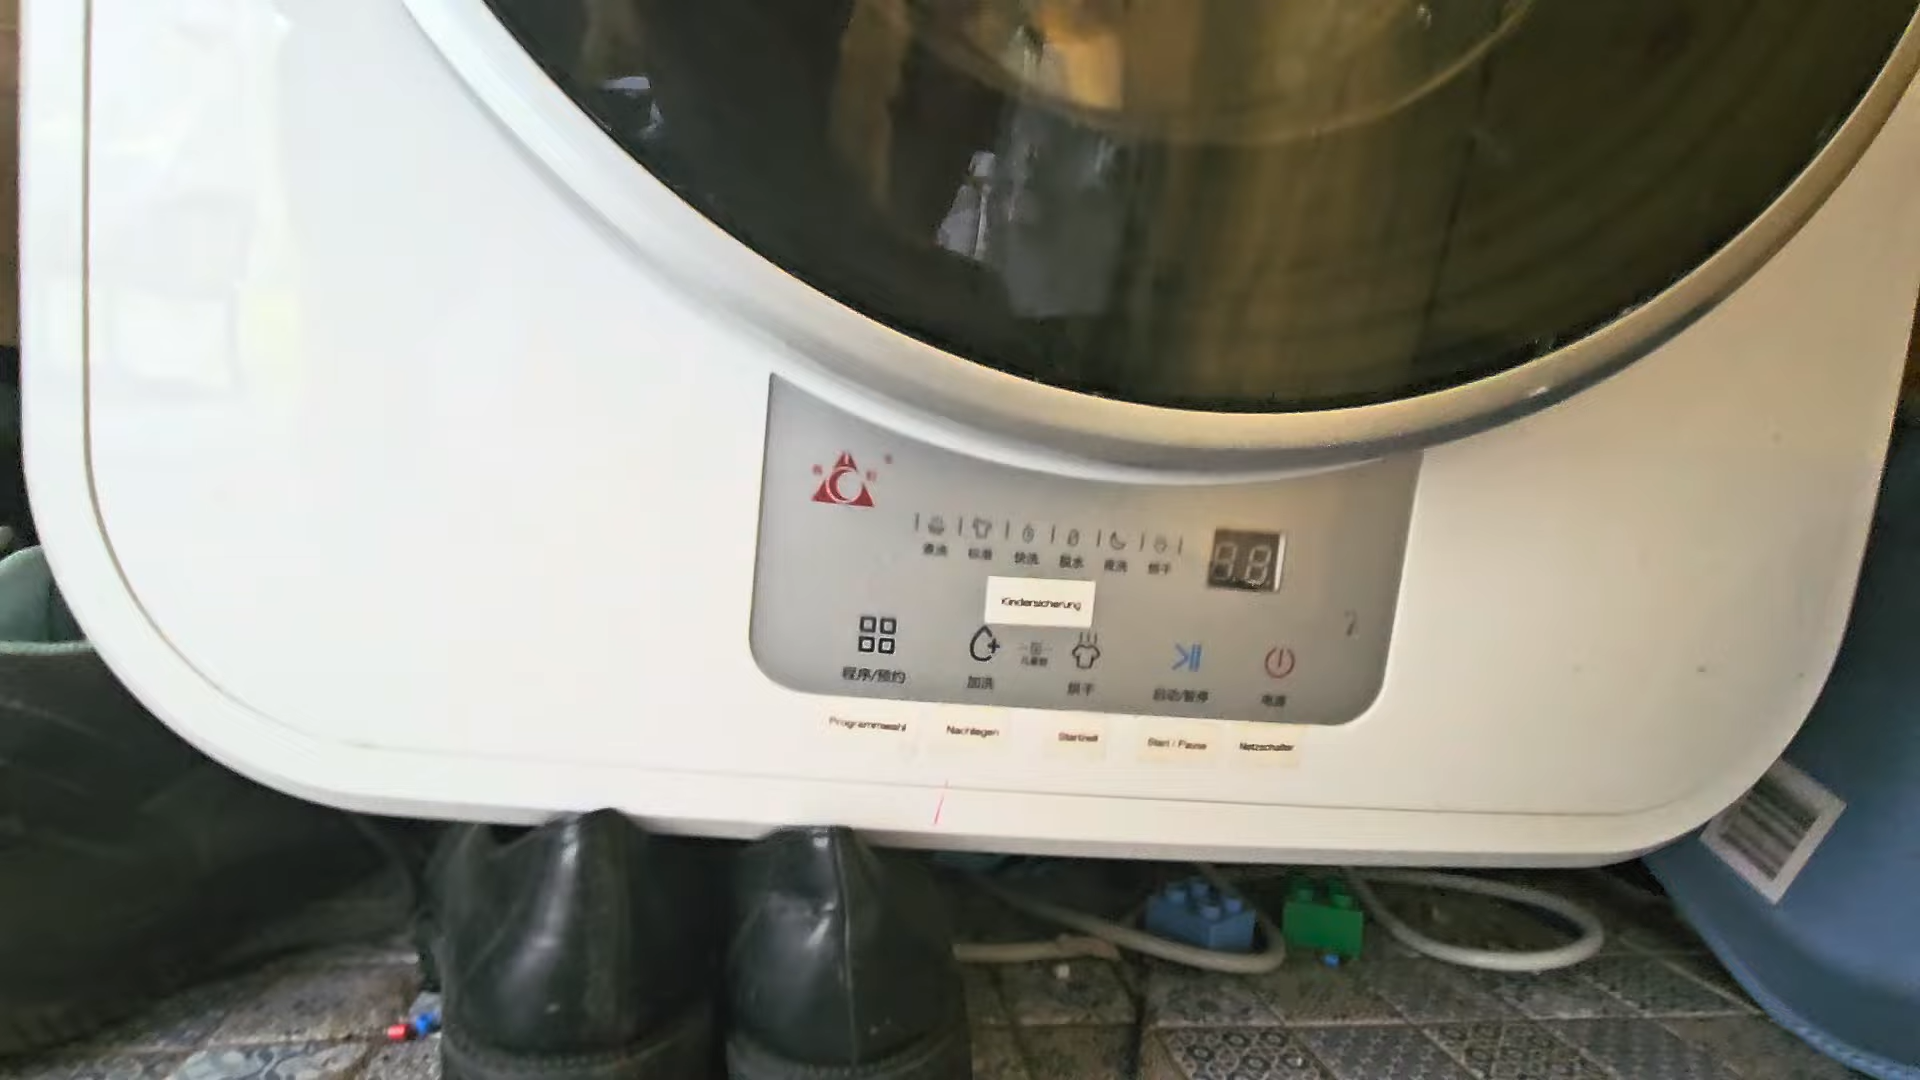 煮洗 标准 快洗 脱水 夜洗 烘干
88
Kindersicherung
程序/预约 加洗 儿童锁 烘干 启动/暂停 电源
Programmwahl Nachlegen Startzeit Start / Pause Netzschalter